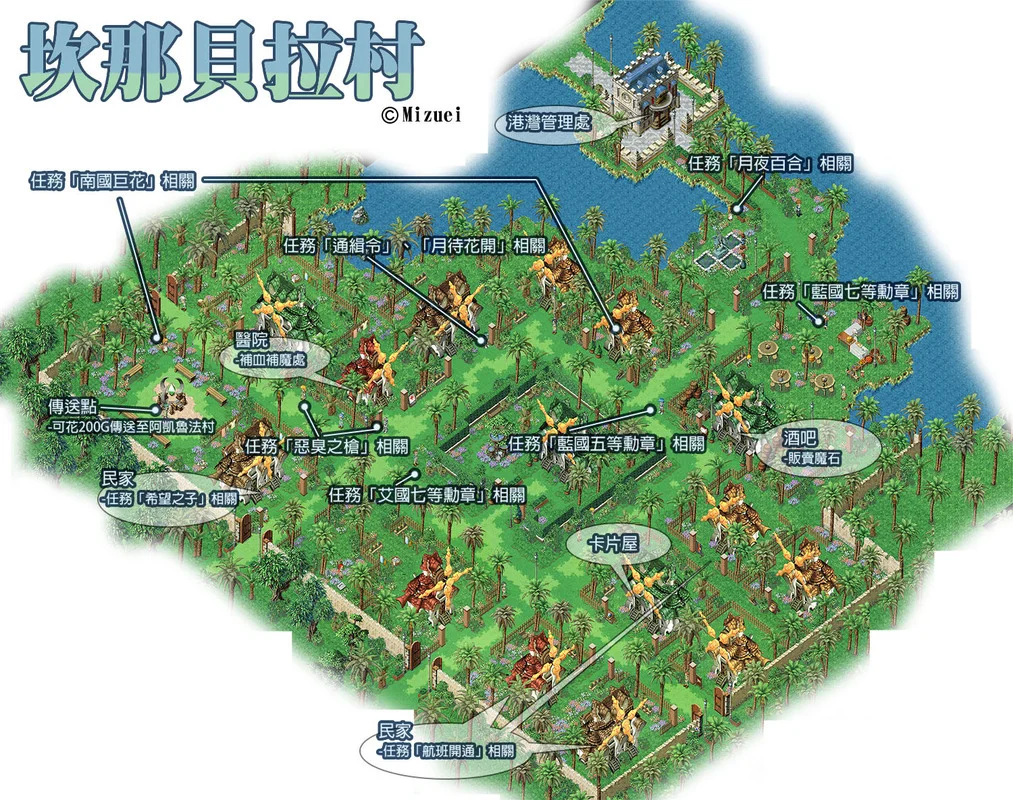 坎那貝拉村
©Mizuei
港灣管理處
任務「月夜百合」相關
任務「南國巨花」相關
任務「通緝令」、「月待花開」相關
任務「藍國七等勳章」相關
醫院
-補血補魔處
傳送點
-可花200G傳送至阿凱魯法村
任務「惡臭之槍」相關
任務「藍國五等勳章」相關
酒吧
-販賣魔石
民家
-任務「希望之子」相關
任務「艾國七等勳章」相關
卡片屋
民家
-任務「航班開通」相關